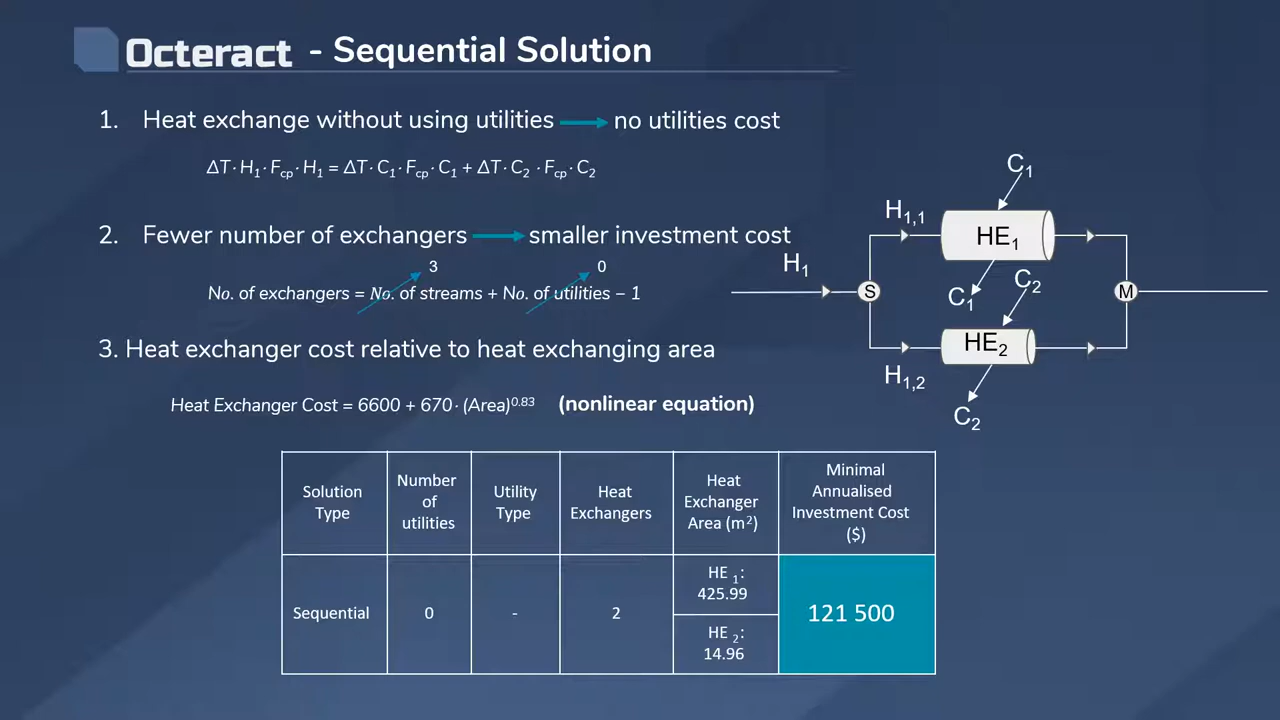 Octeract - Sequential Solution
1. Heat exchange without using utilities → no utilities cost
ΔT·H₁·F_cp·H₁ = ΔT·C₁·F_cp·C₁ + ΔT·C₂·F_cp·C₂
2. Fewer number of exchangers → smaller investment cost
3 0
No. of exchangers = No. of streams + No. of utilities − 1
3. Heat exchanger cost relative to heat exchanging area
Heat Exchanger Cost = 6600 + 670·(Area)^0.83 (nonlinear equation)
C₁
H₁,₁
HE₁
H₁
C₂
C₁
S
M
HE₂
H₁,₂
C₂
Solution Type
Number of utilities
Utility Type
Heat Exchangers
Heat Exchanger Area (m²)
Minimal Annualised Investment Cost ($)
Sequential
0
-
2
HE ₁:
425.99
HE ₂:
14.96
121 500